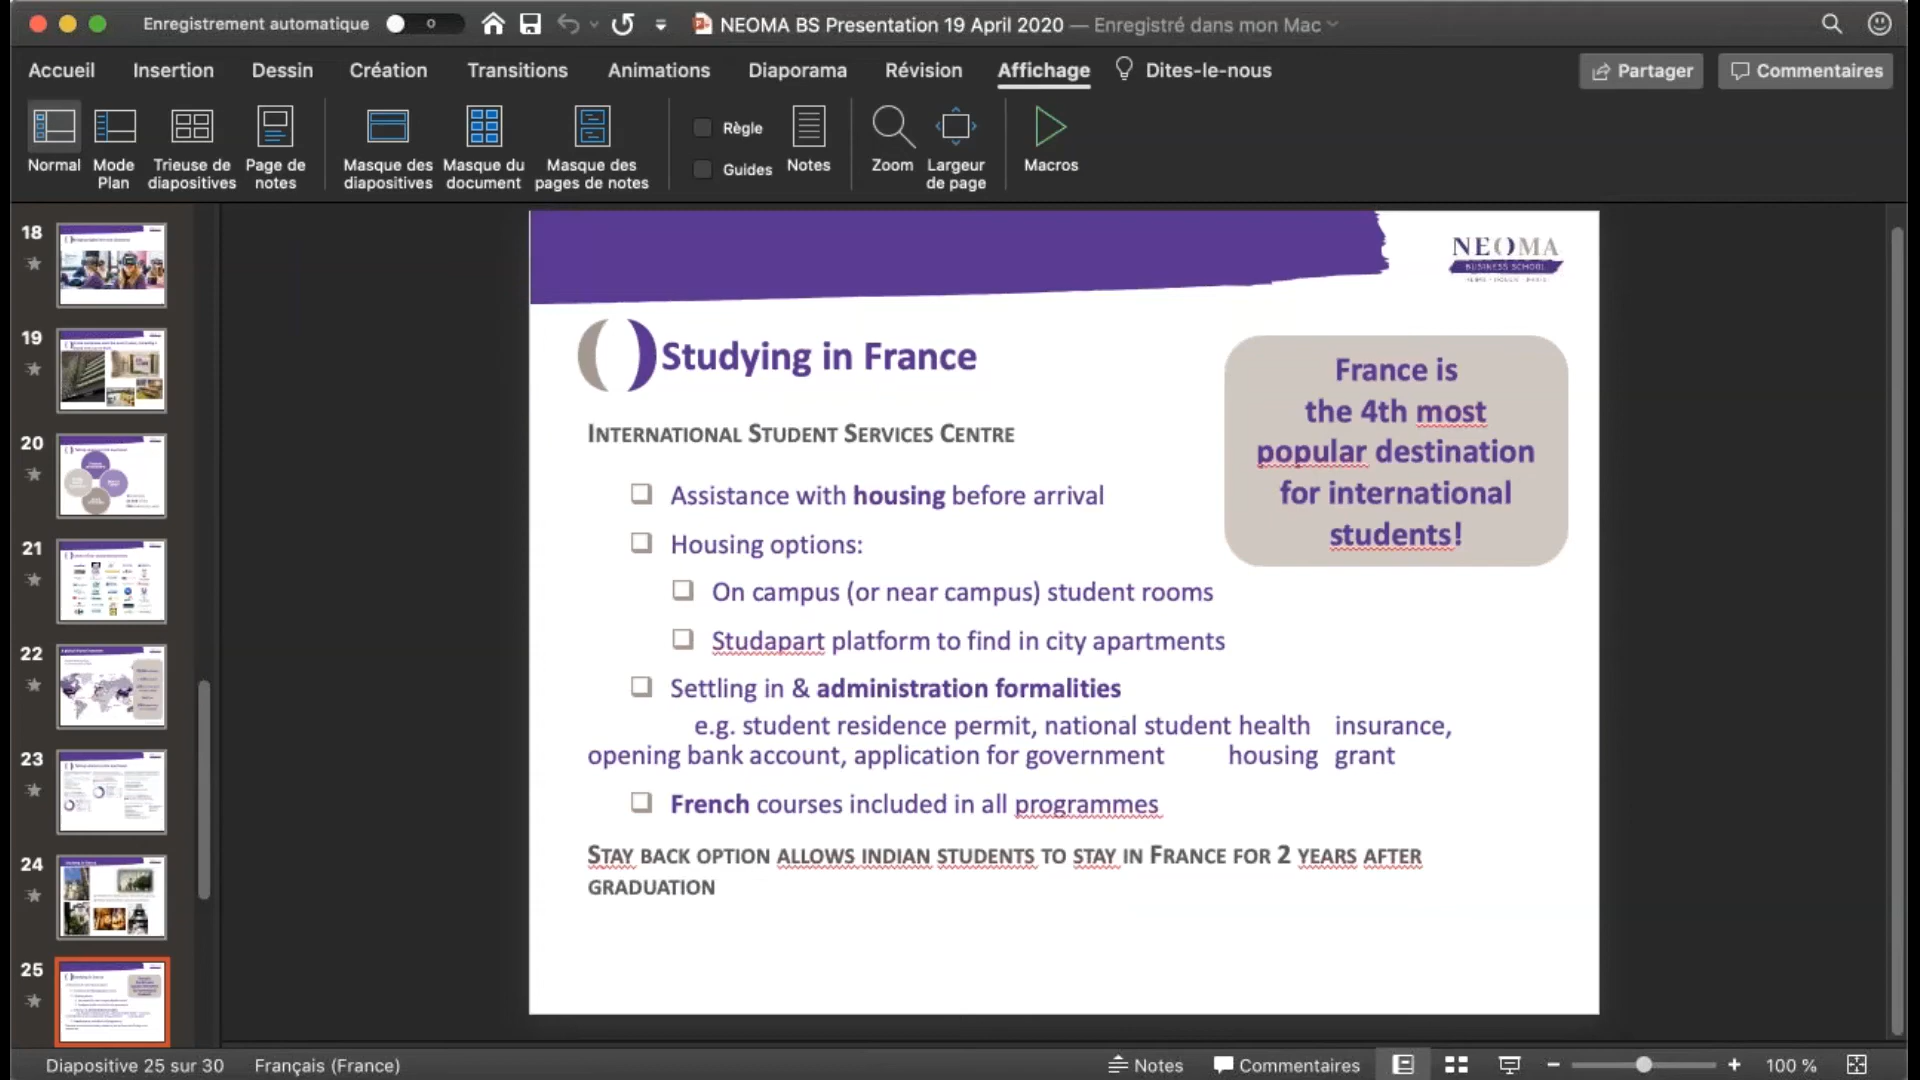 Enregistrement automatique
NEOMA BS Presentation 19 April 2020 — Enregistré dans mon Mac
Accueil Insertion Dessin Création Transitions Animations Diaporama Révision Affichage Dites-le-nous Partager Commentaires
Normal Mode Plan Trieuse de diapositives Page de notes Masque des diapositives Masque du document Masque des pages de notes Règle Guides Notes Zoom Largeur de page Macros
18
19
20
21
22
23
24
25
NEOMA
BUSINESS SCHOOL
Studying in France
France is
the 4th most
popular destination
for international
students!
INTERNATIONAL STUDENT SERVICES CENTRE
Assistance with housing before arrival
Housing options:
On campus (or near campus) student rooms
Studapart platform to find in city apartments
Settling in & administration formalities
e.g. student residence permit, national student health insurance,
opening bank account, application for government housing grant
French courses included in all programmes
STAY BACK OPTION ALLOWS INDIAN STUDENTS TO STAY IN FRANCE FOR 2 YEARS AFTER
GRADUATION
Diapositive 25 sur 30 Français (France) Notes Commentaires 100 %